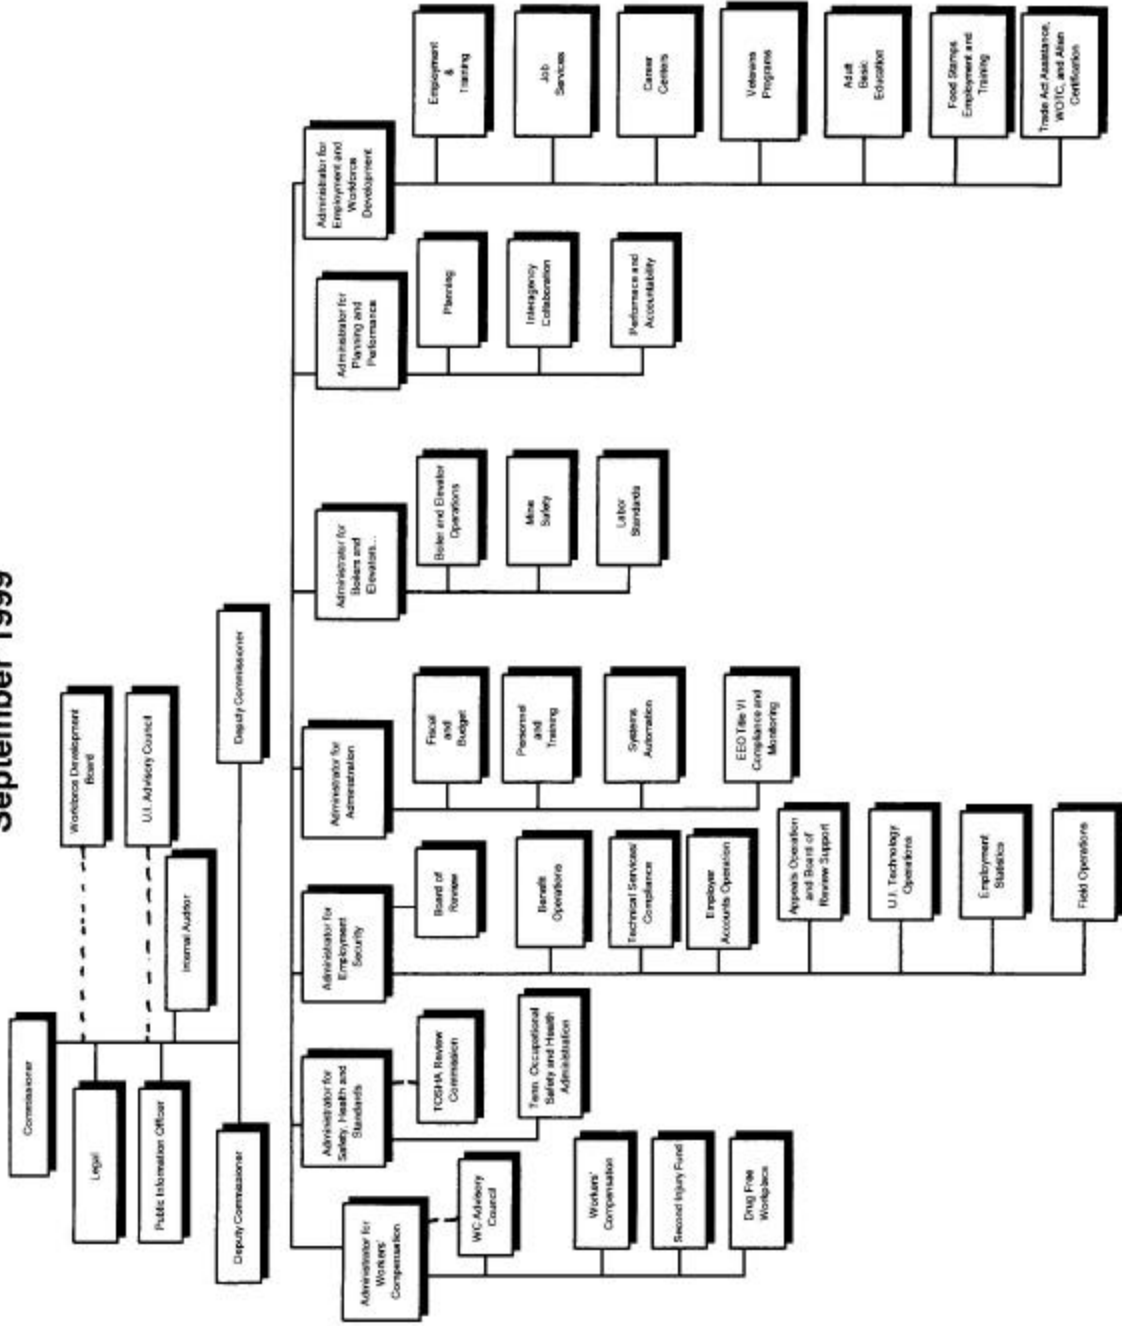 September 1999
Commissioner
Legal
Workforce Development
Board
Public Information Officer
U.I. Advisory Council
Internal Auditor
Deputy Commissioner
Deputy Commissioner
Administrator for
Workers'
Compensation
WC Advisory
Council
Workers'
Compensation
Second Injury Fund
Drug Free
Workplace
Administrator for
Safety, Health and
Standards
TOSHA Review
Commission
Tenn. Occupational
Safety and Health
Administration
Administrator for
Employment
Security
Board of
Review
Benefit
Operations
Technical Services/
Compliance
Employer
Accounts Operation
Appeals Operation
and Board of
Review Support
U.I. Technology
Operations
Employment
Statistics
Field Operations
Administrator for
Administration
Fiscal
and
Budget
Personnel
and
Training
Systems
Automation
EEO Title VI
Compliance and
Monitoring
Administrator for
Boilers and
Elevators...
Boiler and Elevator
Operations
Mine
Safety
Labor
Standards
Administrator for
Planning and
Performance
Planning
Interagency
Collaboration
Performace and
Accountability
Administrator for
Employment and
Workforce
Development
Employment
&
Training
Job
Services
Career
Centers
Veterans
Programs
Adult
Basic
Education
Food Stamps
Employment and
Training
Trade Act Assistance,
WOTC, and Alien
Certification